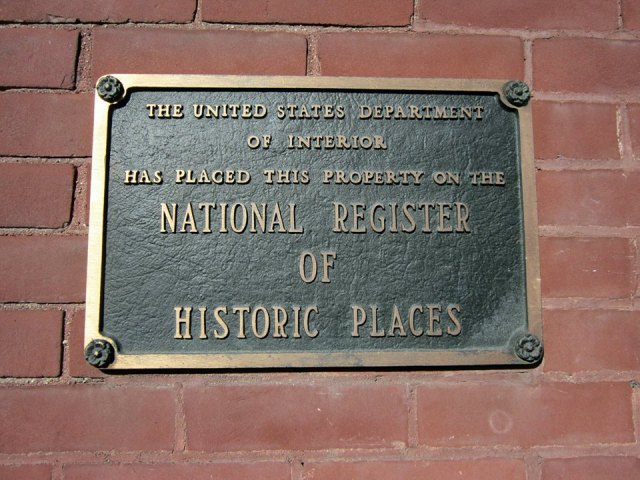 THE UNITED STATES DEPARTMENT
OF INTERIOR
HAS PLACED THIS PROPERTY ON THE
NATIONAL REGISTER
OF
HISTORIC PLACES